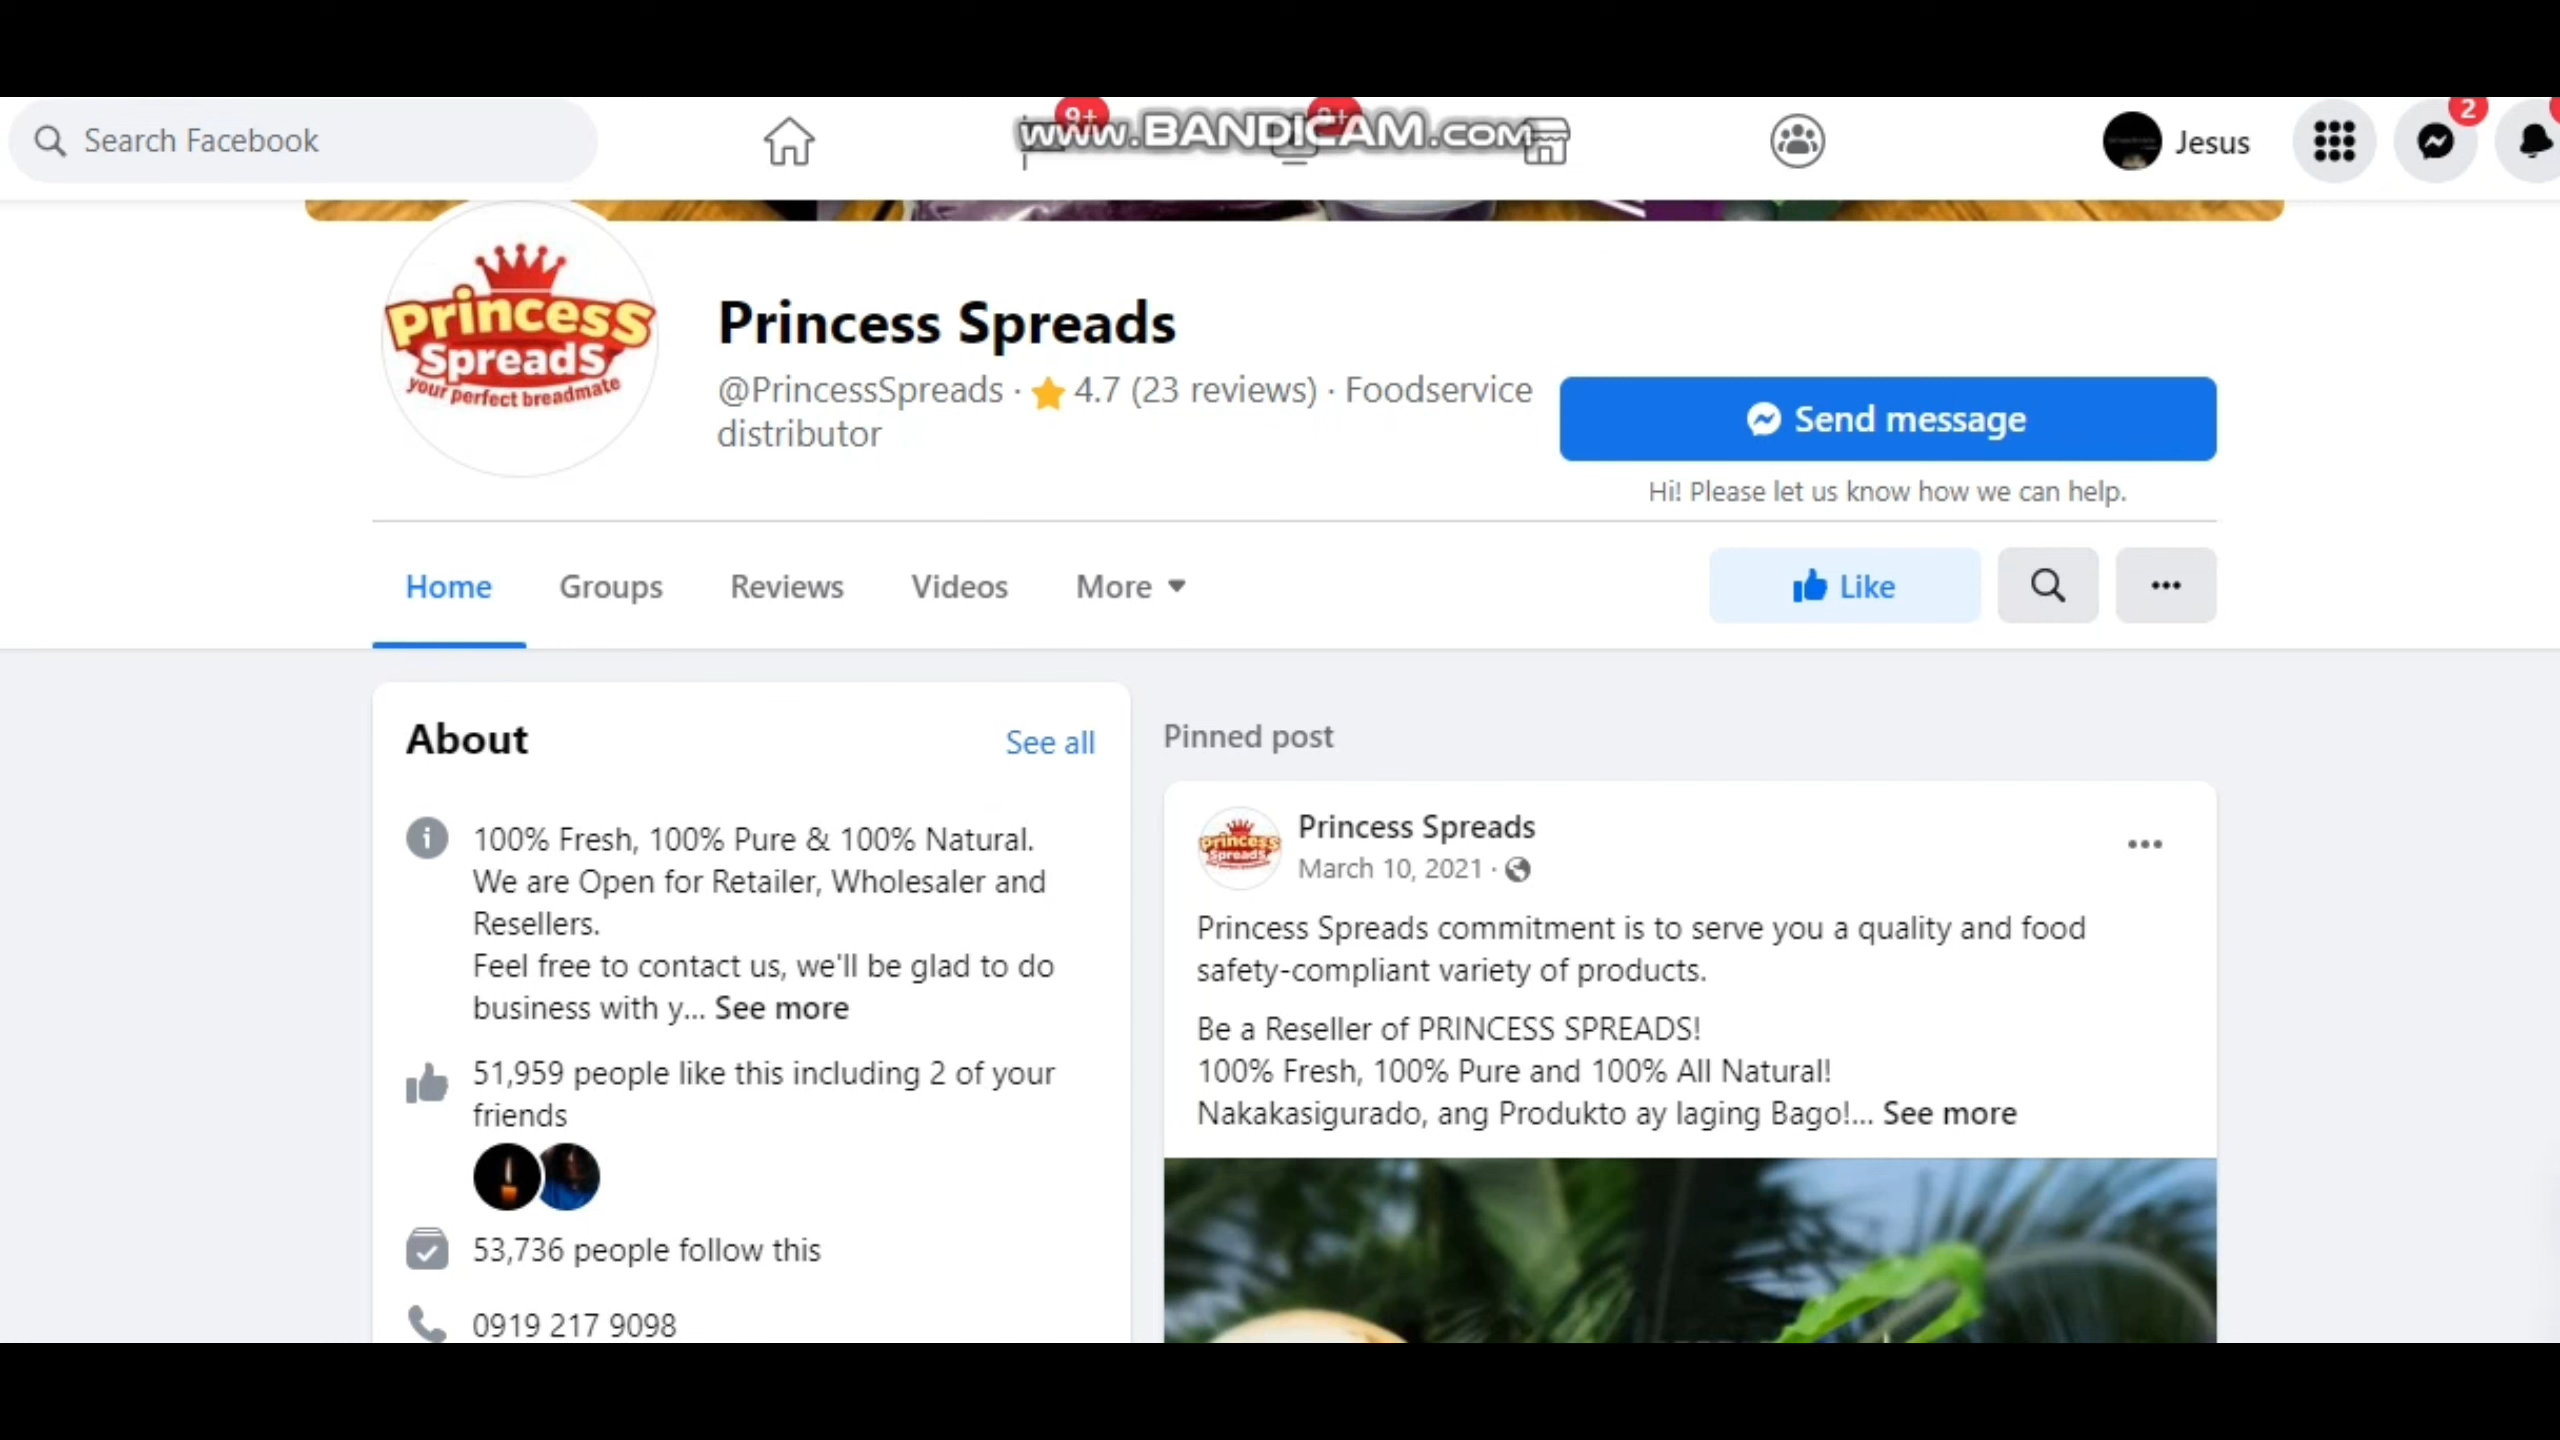 Search Facebook
9+
9+
www.BANDICAM.com
Jesus
2
Princess
Spreads
your perfect breadmate
Princess Spreads
@PrincessSpreads · 4.7 (23 reviews) · Foodservice
distributor
Send message
Hi! Please let us know how we can help.
Home
Groups
Reviews
Videos
More
Like
About
See all
100% Fresh, 100% Pure & 100% Natural.
We are Open for Retailer, Wholesaler and
Resellers.
Feel free to contact us, we'll be glad to do
business with y... See more
51,959 people like this including 2 of your
friends
53,736 people follow this
0919 217 9098
Pinned post
Princess
Spreads
Princess Spreads
March 10, 2021 ·
Princess Spreads commitment is to serve you a quality and food
safety-compliant variety of products.
Be a Reseller of PRINCESS SPREADS!
100% Fresh, 100% Pure and 100% All Natural!
Nakakasigurado, ang Produkto ay laging Bago!... See more